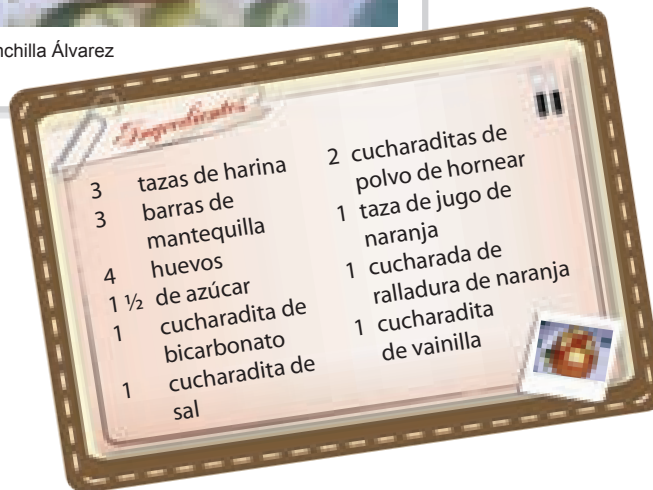 nchilla Álvarez
Ingredientes
3 tazas de harina
3 barras de
mantequilla
4 huevos
1 ½ de azúcar
1 cucharadita de
bicarbonato
1 cucharadita de
sal
2 cucharaditas de
polvo de hornear
1 taza de jugo de
naranja
1 cucharada de
ralladura de naranja
1 cucharadita
de vainilla